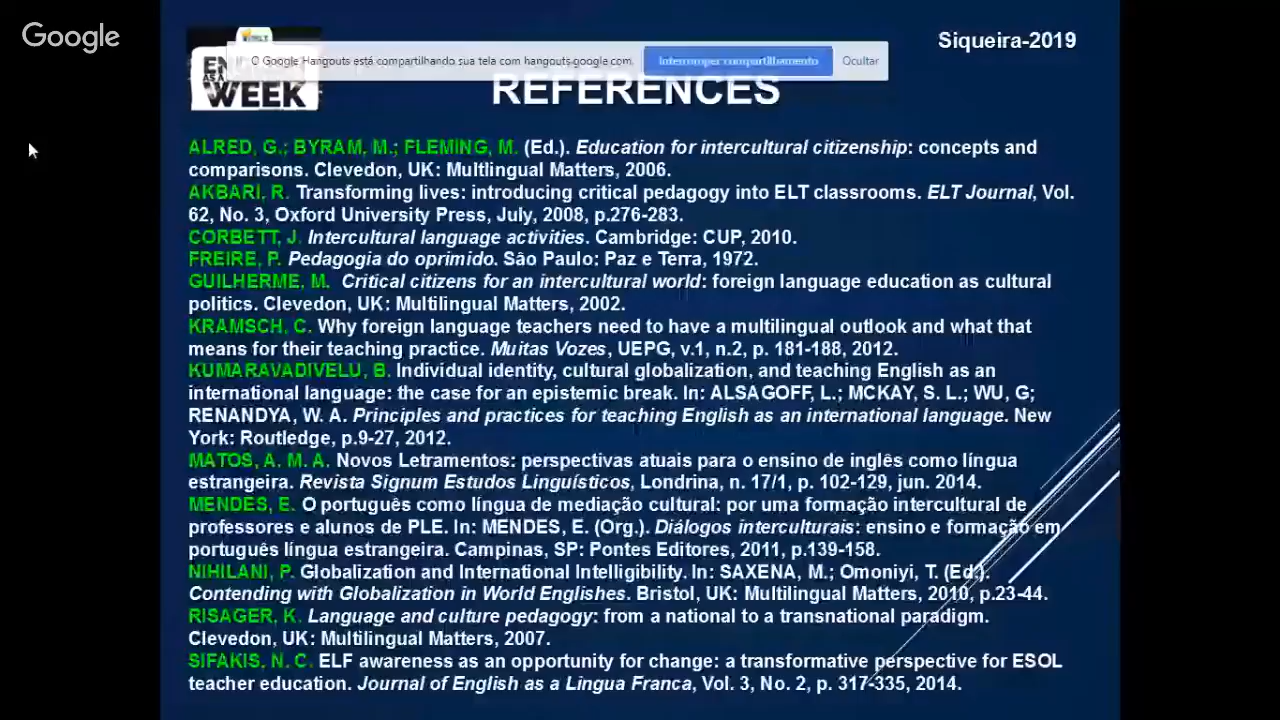 Google
Siqueira-2019
WEEK
O Google Hangouts está compartilhando sua tela com hangouts.google.com.
Interromper compartilhamento
Ocultar
REFERENCES
ALRED, G.; BYRAM, M.; FLEMING, M. (Ed.). Education for intercultural citizenship: concepts and
comparisons. Clevedon, UK: Multlingual Matters, 2006.
AKBARI, R. Transforming lives: introducing critical pedagogy into ELT classrooms. ELT Journal, Vol.
62, No. 3, Oxford University Press, July, 2008, p.276-283.
CORBETT, J. Intercultural language activities. Cambridge: CUP, 2010.
FREIRE, P. Pedagogia do oprimido. São Paulo: Paz e Terra, 1972.
GUILHERME, M. Critical citizens for an intercultural world: foreign language education as cultural
politics. Clevedon, UK: Multilingual Matters, 2002.
KRAMSCH, C. Why foreign language teachers need to have a multilingual outlook and what that
means for their teaching practice. Muitas Vozes, UEPG, v.1, n.2, p. 181-188, 2012.
KUMARAVADIVELU, B. Individual identity, cultural globalization, and teaching English as an
international language: the case for an epistemic break. In: ALSAGOFF, L.; MCKAY, S. L.; WU, G;
RENANDYA, W. A. Principles and practices for teaching English as an international language. New
York: Routledge, p.9-27, 2012.
MATOS, A. M. A. Novos Letramentos: perspectivas atuais para o ensino de inglês como língua
estrangeira. Revista Signum Estudos Linguísticos, Londrina, n. 17/1, p. 102-129, jun. 2014.
MENDES, E. O português como língua de mediação cultural: por uma formação intercultural de
professores e alunos de PLE. In: MENDES, E. (Org.). Diálogos interculturais: ensino e formação em
português língua estrangeira. Campinas, SP: Pontes Editores, 2011, p.139-158.
NIHILANI, P. Globalization and International Intelligibility. In: SAXENA, M.; Omoniyi, T. (Ed.).
Contending with Globalization in World Englishes. Bristol, UK: Multilingual Matters, 2010, p.23-44.
RISAGER, K. Language and culture pedagogy: from a national to a transnational paradigm.
Clevedon, UK: Multilingual Matters, 2007.
SIFAKIS, N. C. ELF awareness as an opportunity for change: a transformative perspective for ESOL
teacher education. Journal of English as a Lingua Franca, Vol. 3, No. 2, p. 317-335, 2014.